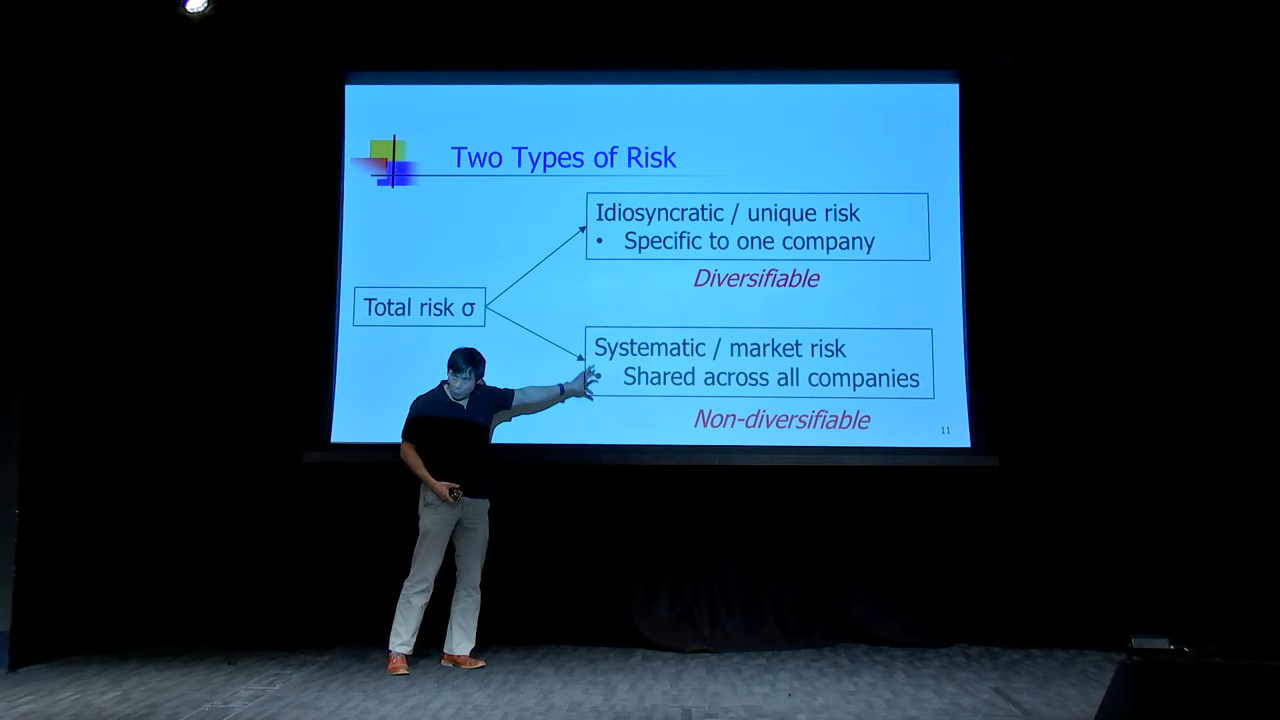 Two Types of Risk
Idiosyncratic / unique risk
• Specific to one company
Diversifiable
Total risk σ
Systematic / market risk
• Shared across all companies
Non-diversifiable
11